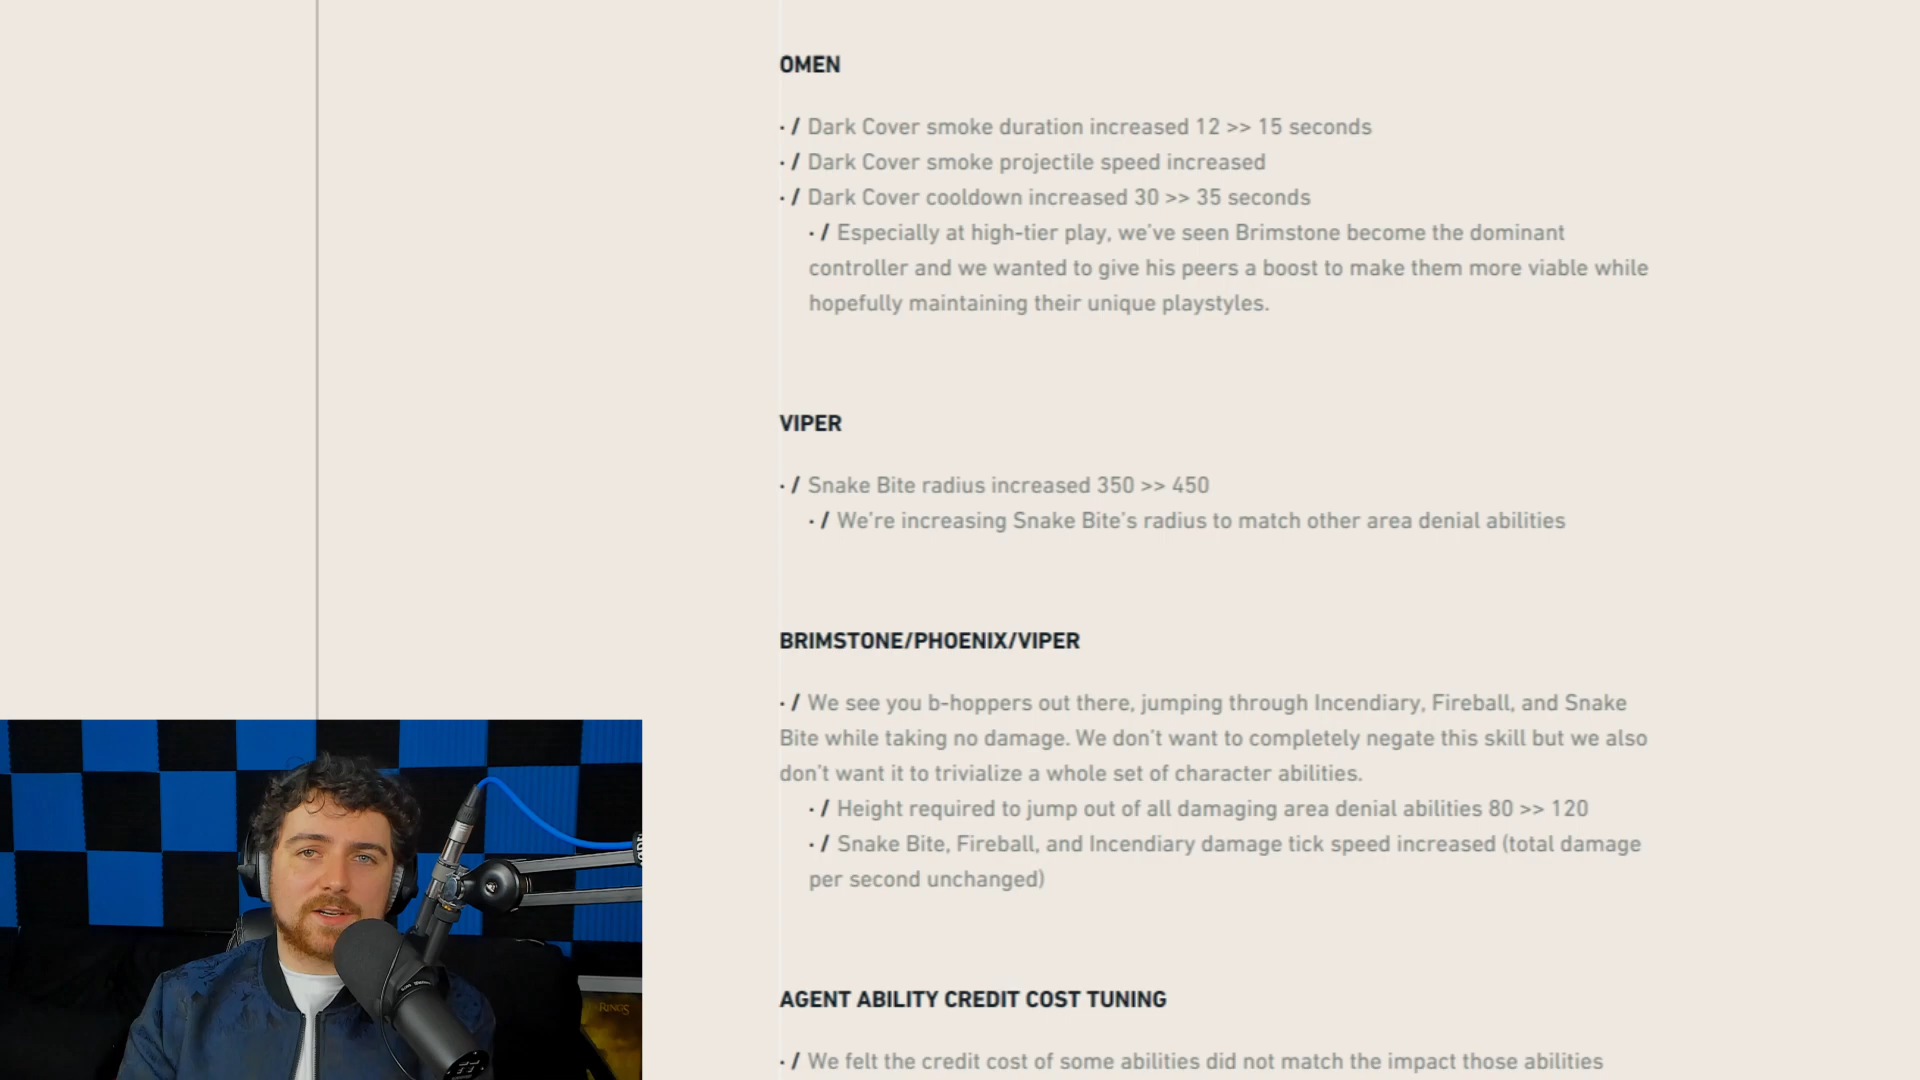 OMEN
· / Dark Cover smoke duration increased 12 >> 15 seconds
· / Dark Cover smoke projectile speed increased
· / Dark Cover cooldown increased 30 >> 35 seconds
· / Especially at high-tier play, we’ve seen Brimstone become the dominant
controller and we wanted to give his peers a boost to make them more viable while
hopefully maintaining their unique playstyles.
VIPER
· / Snake Bite radius increased 350 >> 450
· / We’re increasing Snake Bite’s radius to match other area denial abilities
BRIMSTONE/PHOENIX/VIPER
· / We see you b-hoppers out there, jumping through Incendiary, Fireball, and Snake
Bite while taking no damage. We don’t want to completely negate this skill but we also
don’t want it to trivialize a whole set of character abilities.
· / Height required to jump out of all damaging area denial abilities 80 >> 120
· / Snake Bite, Fireball, and Incendiary damage tick speed increased (total damage
per second unchanged)
AGENT ABILITY CREDIT COST TUNING
· / We felt the credit cost of some abilities did not match the impact those abilities
RINGS